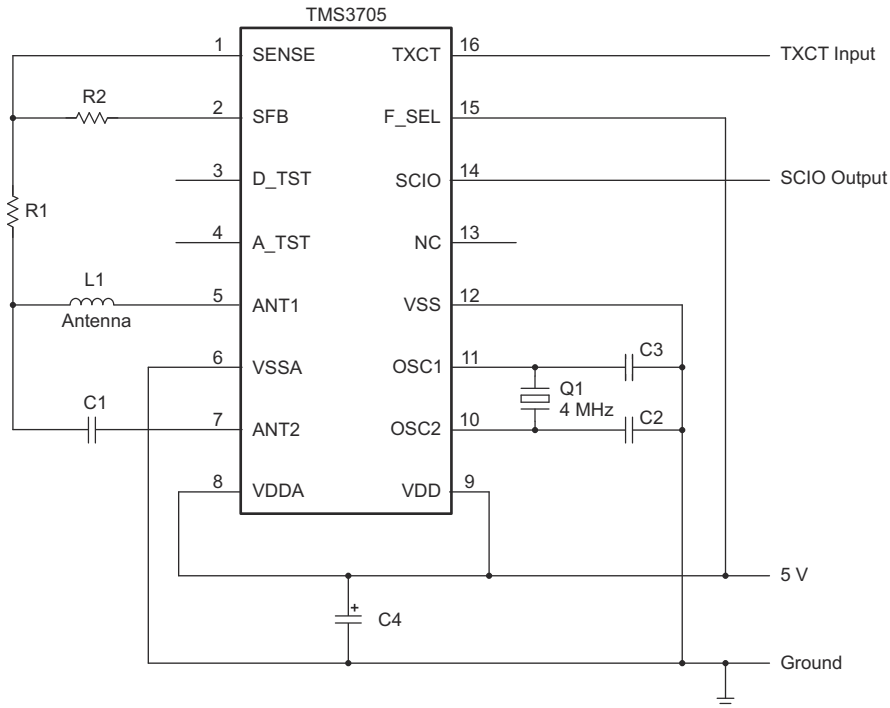 TMS3705
1 SENSE TXCT 16 TXCT Input
R2
2 SFB F_SEL 15
3 D_TST SCIO 14 SCIO Output
R1
4 A_TST NC 13
L1
Antenna
5 ANT1 VSS 12
6 VSSA OSC1 11
C3
Q1
4 MHz
C1
7 ANT2 OSC2 10
C2
8 VDDA VDD 9
5 V
+
C4
Ground